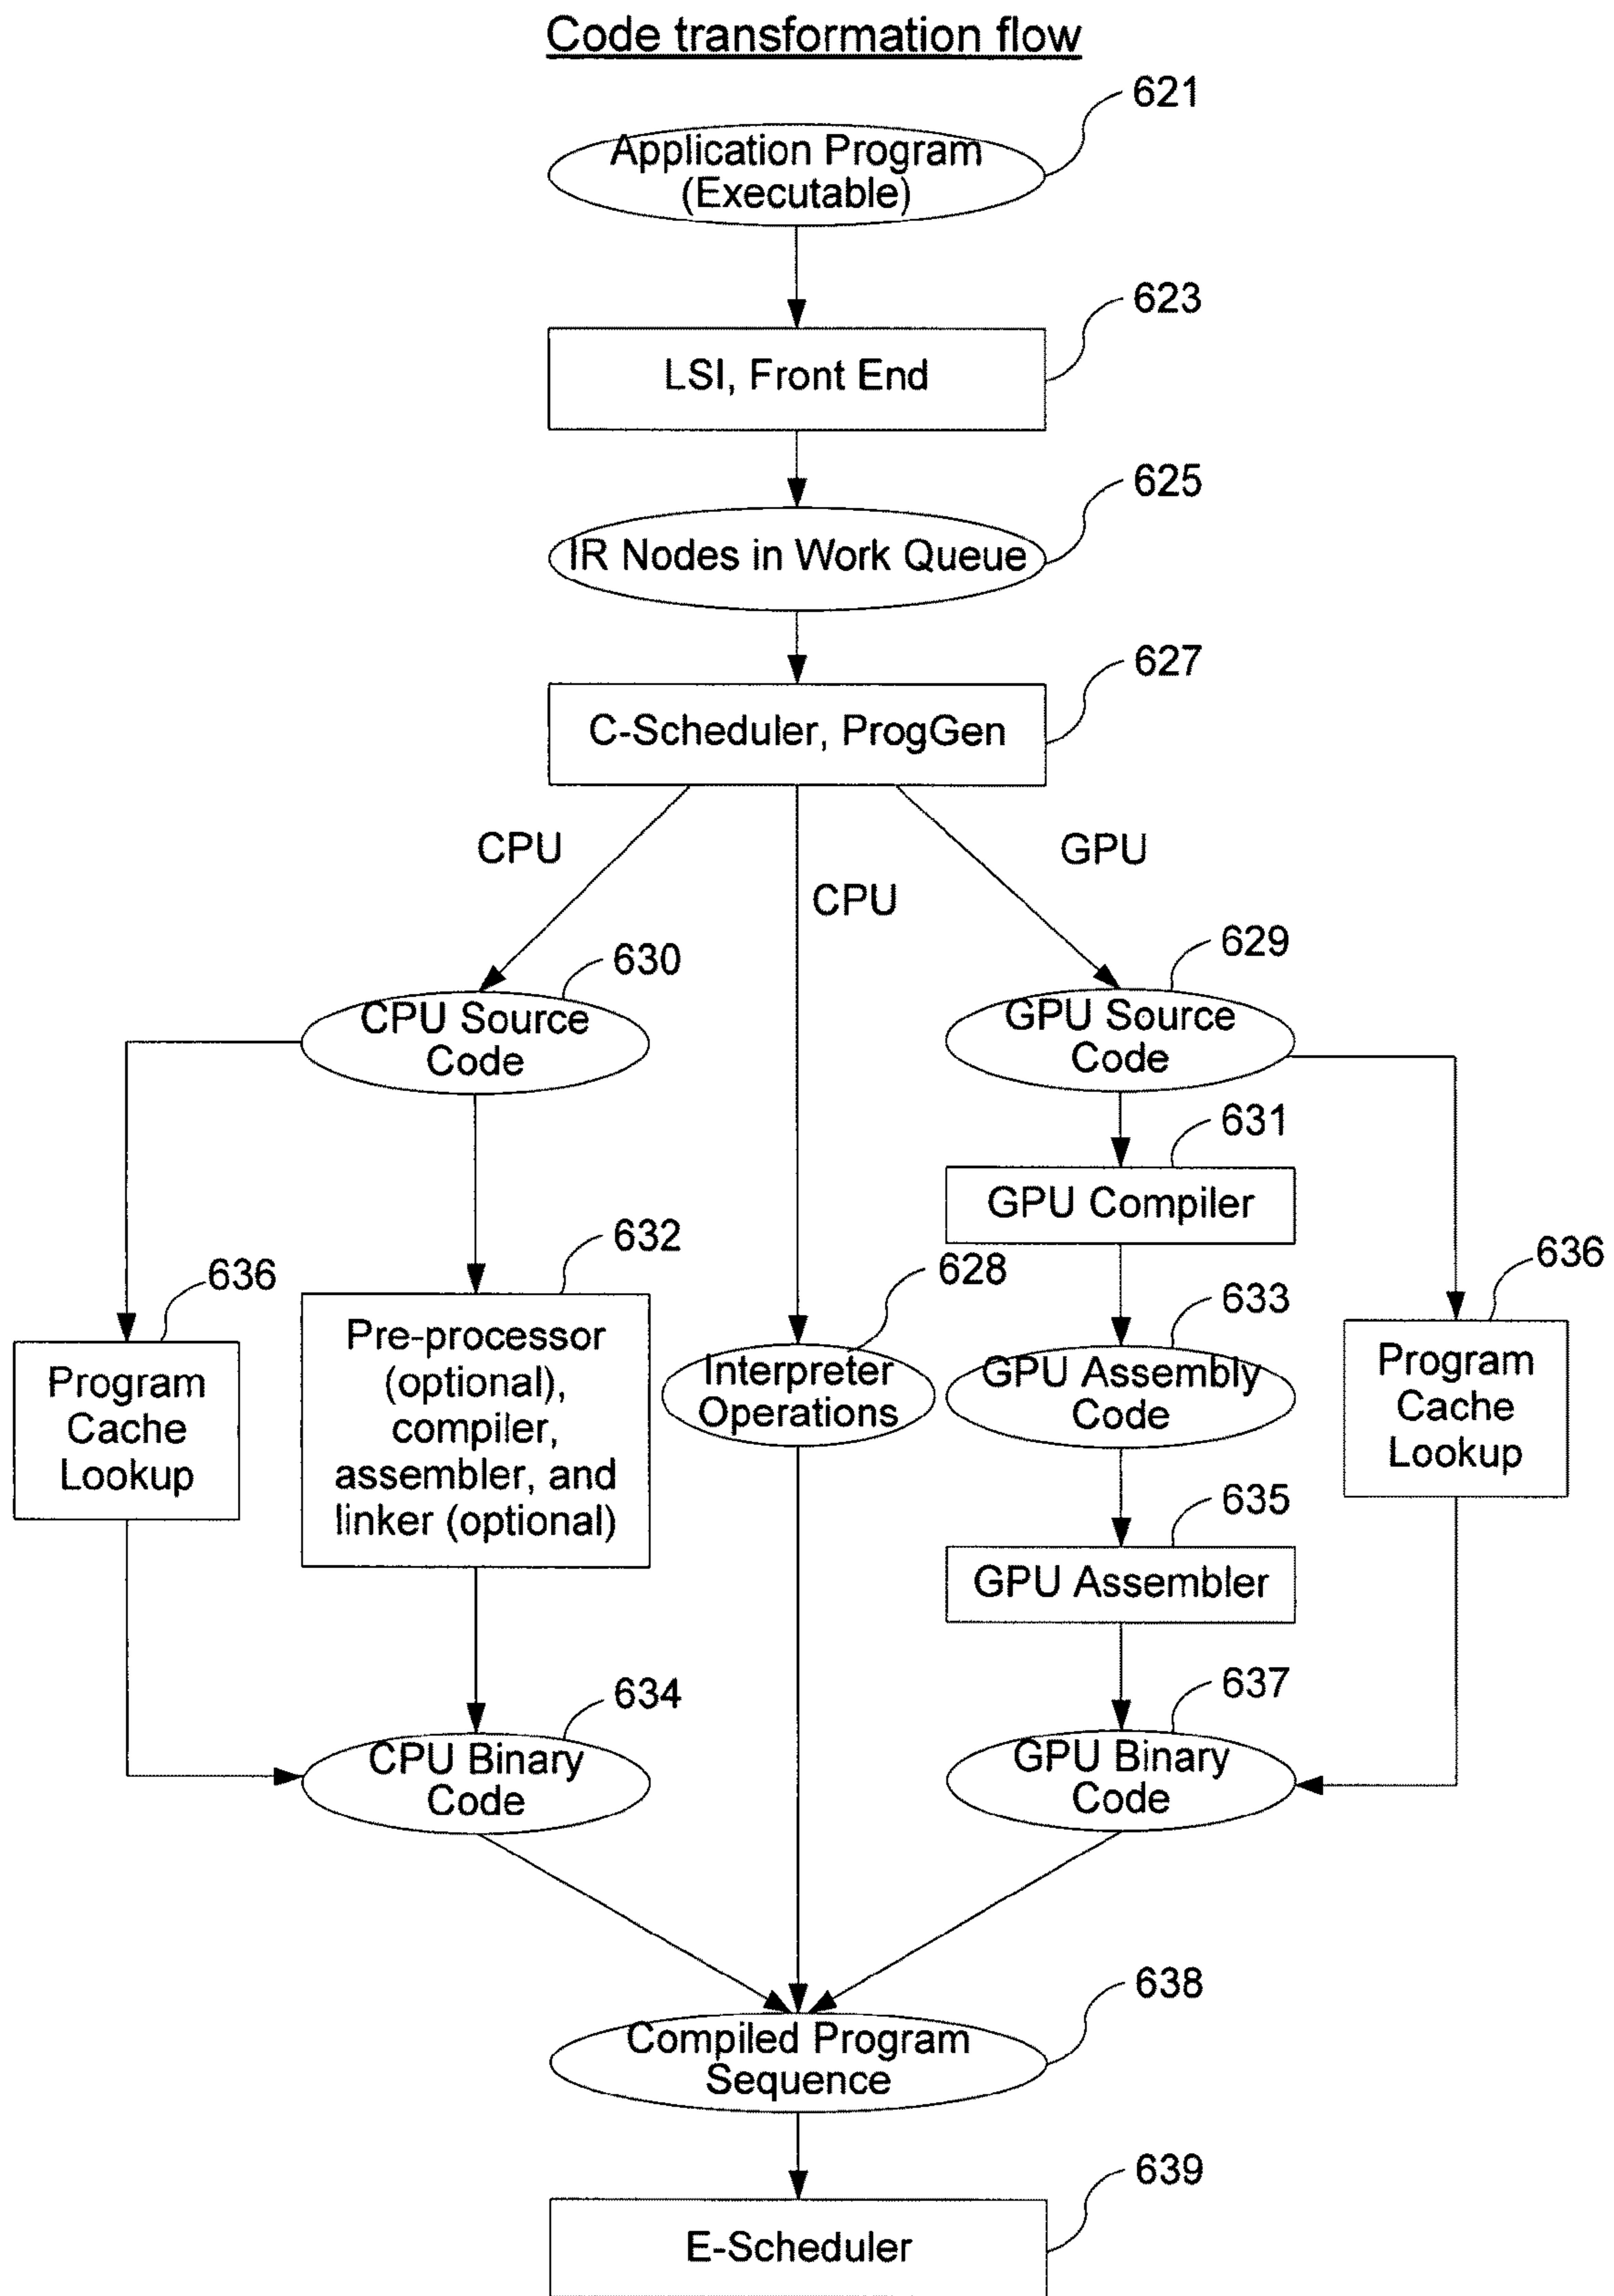 Code transformation flow
621
Application Program
(Executable)
623
LSI, Front End
625
IR Nodes in Work Queue
627
C-Scheduler, ProgGen
CPU
CPU
GPU
630
CPU Source
Code
629
GPU Source
Code
631
GPU Compiler
636
Program
Cache
Lookup
632
Pre-processor
(optional),
compiler,
assembler, and
linker (optional)
628
Interpreter
Operations
633
GPU Assembly
Code
636
Program
Cache
Lookup
635
GPU Assembler
634
CPU Binary
Code
637
GPU Binary
Code
638
Compiled Program
Sequence
639
E-Scheduler